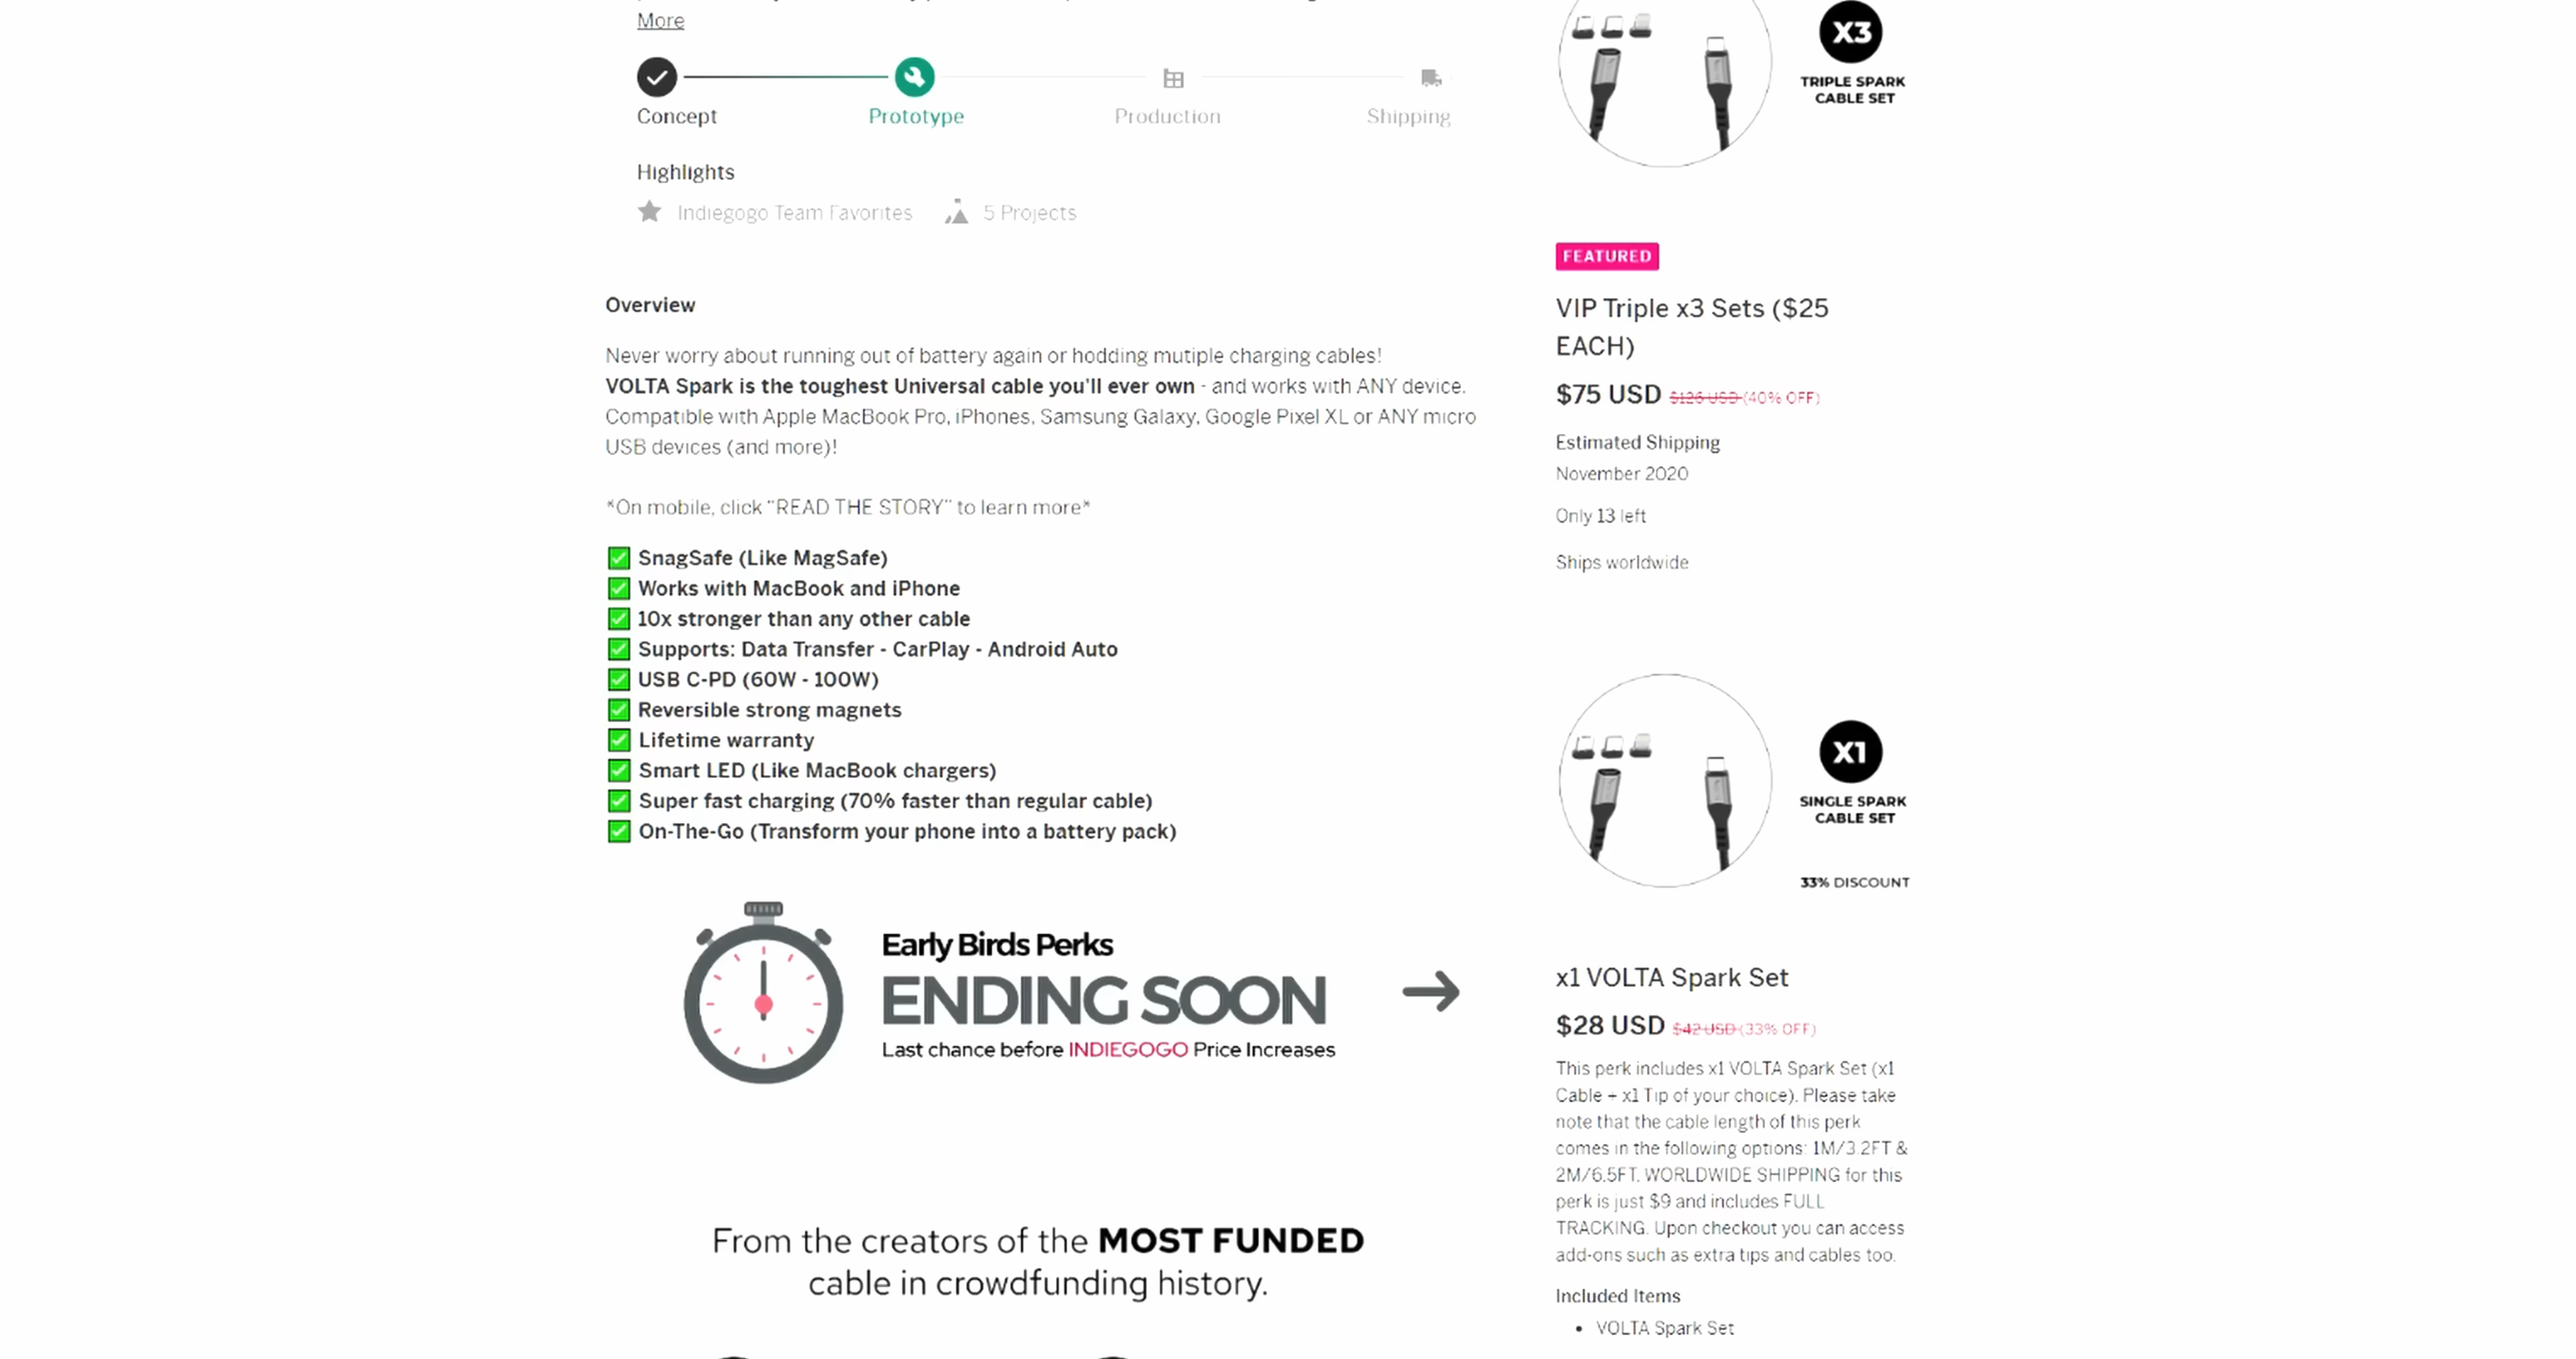 More
Concept
Prototype
Production
Shipping
Highlights
Indiegogo Team Favorites
5 Projects
Overview
Never worry about running out of battery again or hodding mutiple charging cables!
VOLTA Spark is the toughest Universal cable you'll ever own - and works with ANY device.
Compatible with Apple MacBook Pro, iPhones, Samsung Galaxy, Google Pixel XL or ANY micro
USB devices (and more)!
*On mobile, click "READ THE STORY" to learn more*
SnagSafe (Like MagSafe)
Works with MacBook and iPhone
10x stronger than any other cable
Supports: Data Transfer - CarPlay - Android Auto
USB C-PD (60W - 100W)
Reversible strong magnets
Lifetime warranty
Smart LED (Like MacBook chargers)
Super fast charging (70% faster than regular cable)
On-The-Go (Transform your phone into a battery pack)
Early Birds Perks
ENDING SOON
Last chance before INDIEGOGO Price Increases
From the creators of the MOST FUNDED
cable in crowdfunding history.
X3
TRIPLE SPARK
CABLE SET
FEATURED
VIP Triple x3 Sets ($25
EACH)
$75 USD $126 USD (40% OFF)
Estimated Shipping
November 2020
Only 13 left
Ships worldwide
X1
SINGLE SPARK
CABLE SET
33% DISCOUNT
x1 VOLTA Spark Set
$28 USD $42 USD (33% OFF)
This perk includes x1 VOLTA Spark Set (x1
Cable + x1 Tip of your choice). Please take
note that the cable length of this perk
comes in the following options: 1M/3.2FT &
2M/6.5FT. WORLDWIDE SHIPPING for this
perk is just $9 and includes FULL
TRACKING. Upon checkout you can access
add-ons such as extra tips and cables too.
Included Items
• VOLTA Spark Set